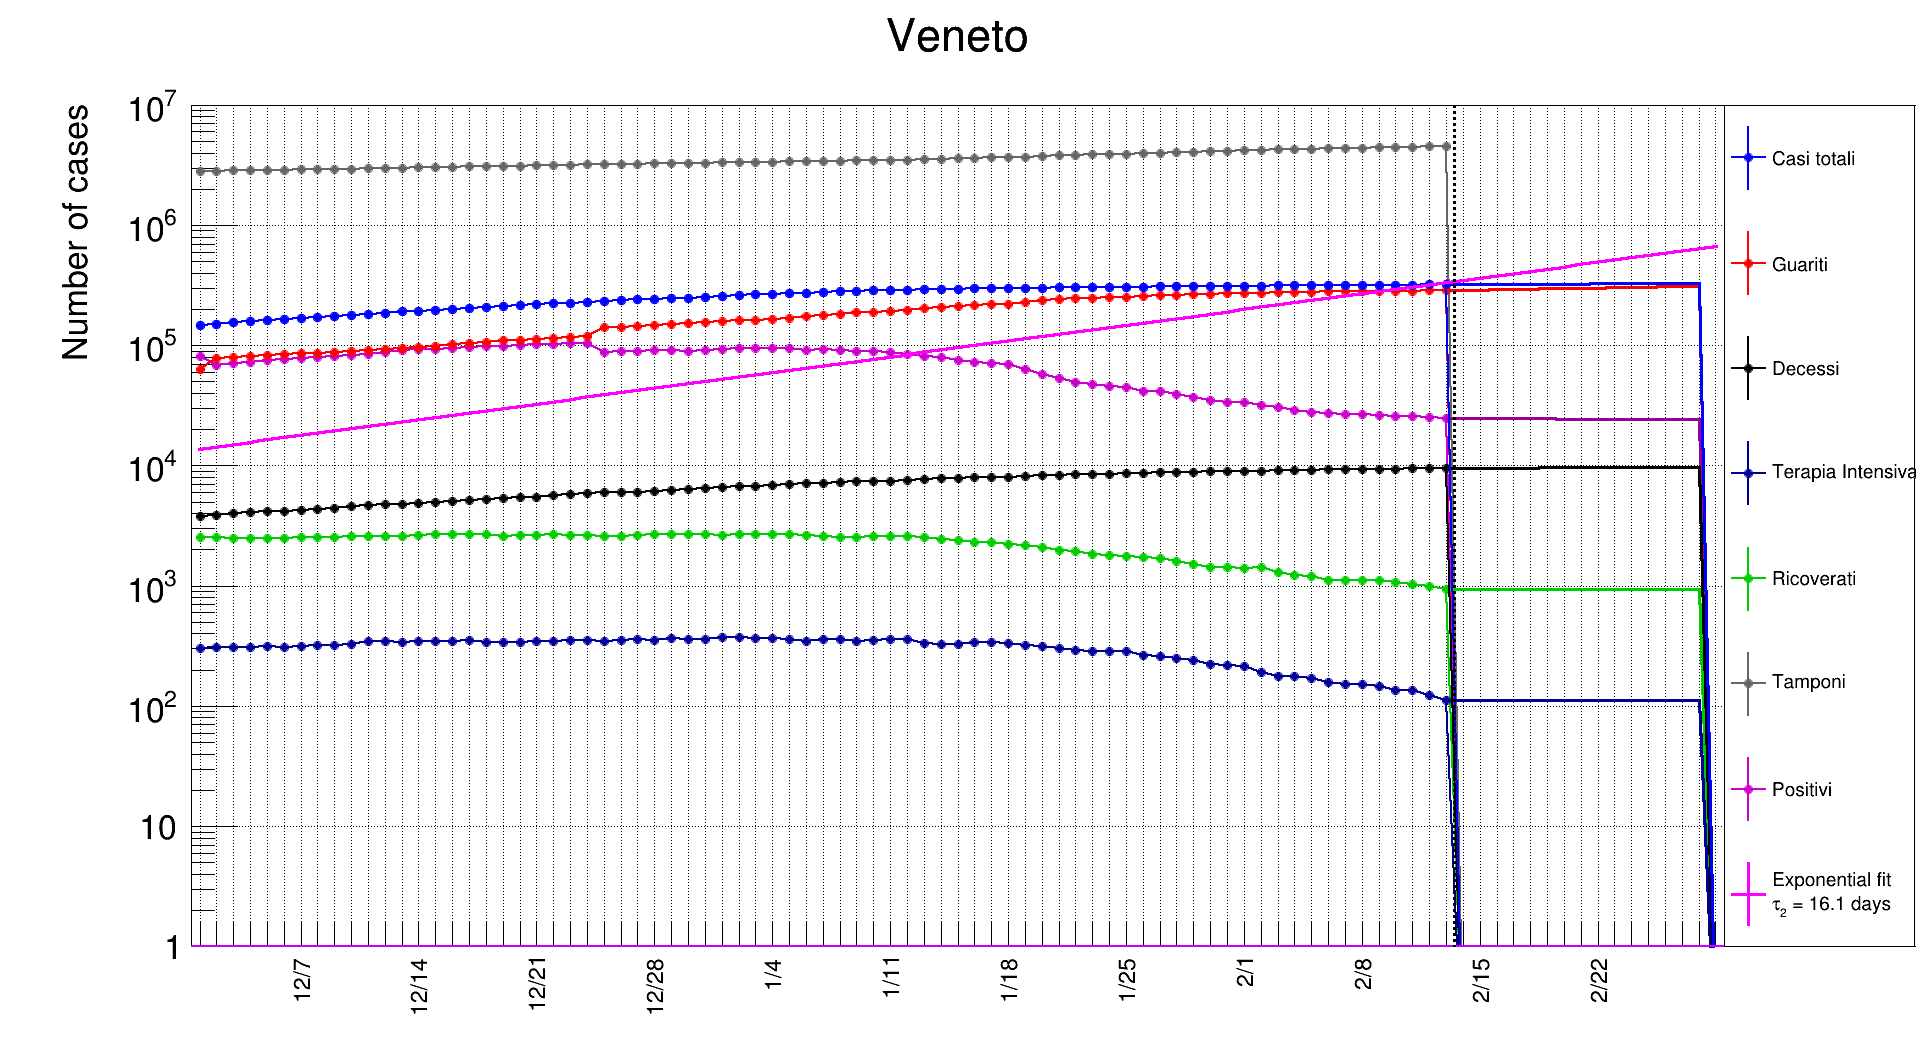 Veneto
Number of cases
10^7
10^6
10^5
10^4
10^3
10^2
10
1
12/7
12/14
12/21
12/28
1/4
1/11
1/18
1/25
2/1
2/8
2/15
2/22
Casi totali
Guariti
Decessi
Terapia Intensiva
Ricoverati
Tamponi
Positivi
Exponential fit
τ_2 = 16.1 days